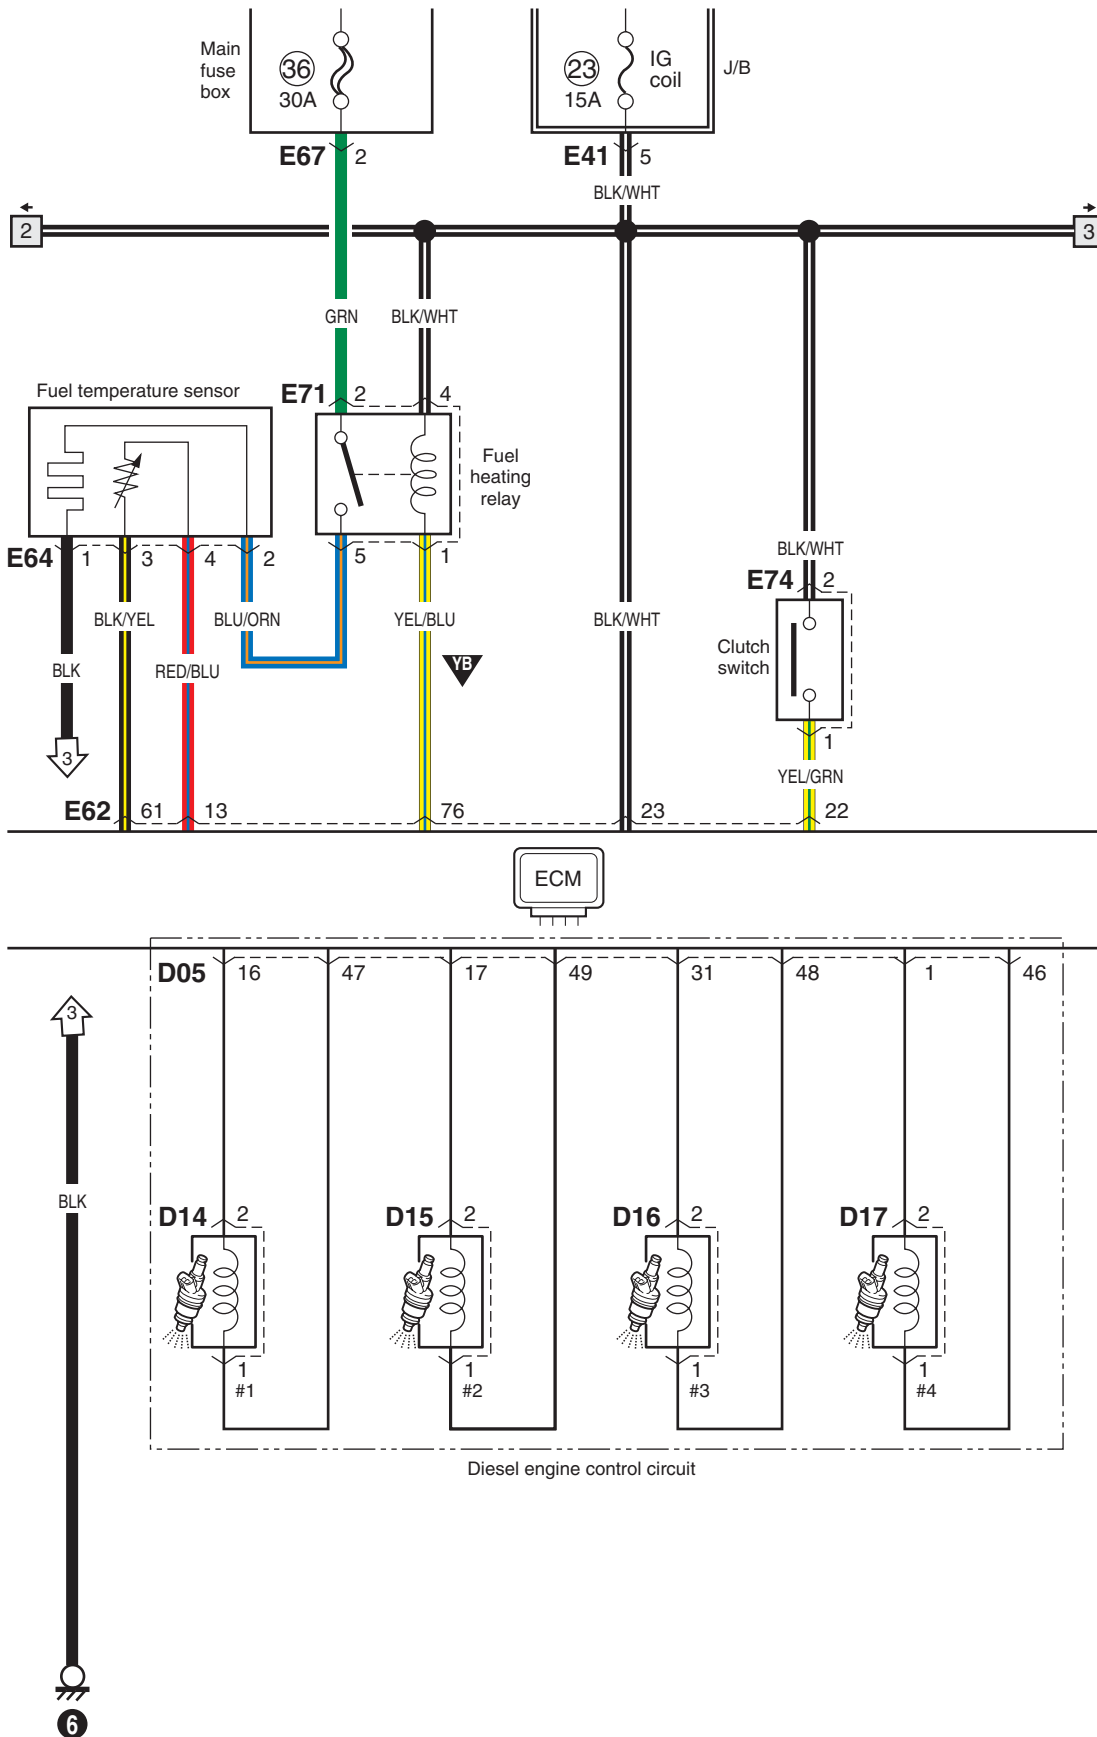 Main
fuse
box
36
30A
23
15A
IG
coil
J/B
E67 2
E41 5
BLK/WHT
2
3
GRN
BLK/WHT
Fuel temperature sensor
E71 2 4
Fuel
heating
relay
E64 1 3 4 2
5 1
BLK/WHT
E74 2
BLK/YEL
BLU/ORN
YEL/BLU
BLK/WHT
Clutch
switch
BLK
RED/BLU
YB
1
3
YEL/GRN
E62 61 13 76 23 22
ECM
D05 16 47 17 49 31 48 1 46
3
BLK
D14 2
D15 2
D16 2
D17 2
1
#1
1
#2
1
#3
1
#4
Diesel engine control circuit
6